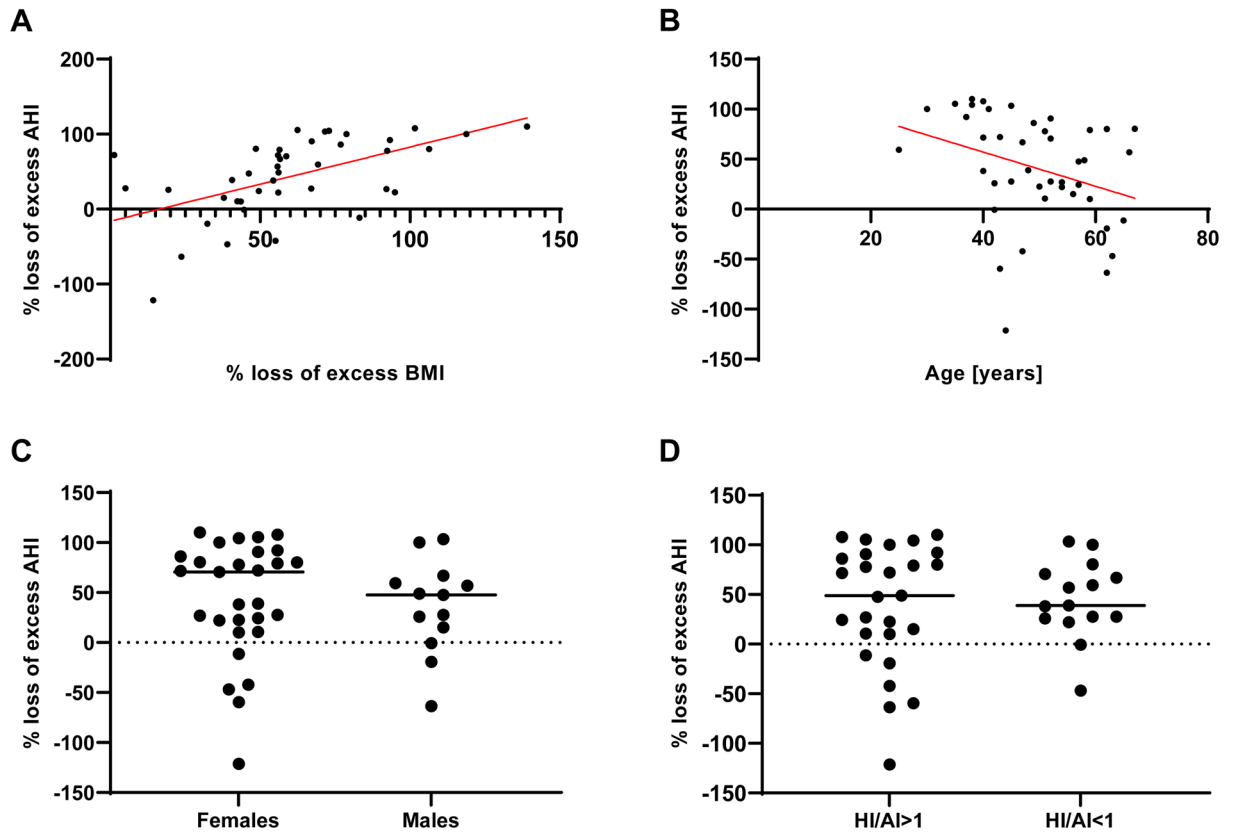 A
% loss of excess AHI
200
100
0
-100
-200
50
100
150
% loss of excess BMI
B
% loss of excess AHI
150
100
50
0
-50
-100
-150
20
40
60
80
Age [years]
C
% loss of excess AHI
150
100
50
0
-50
-100
-150
Females
Males
D
% loss of excess AHI
150
100
50
0
-50
-100
-150
HI/AI>1
HI/AI<1